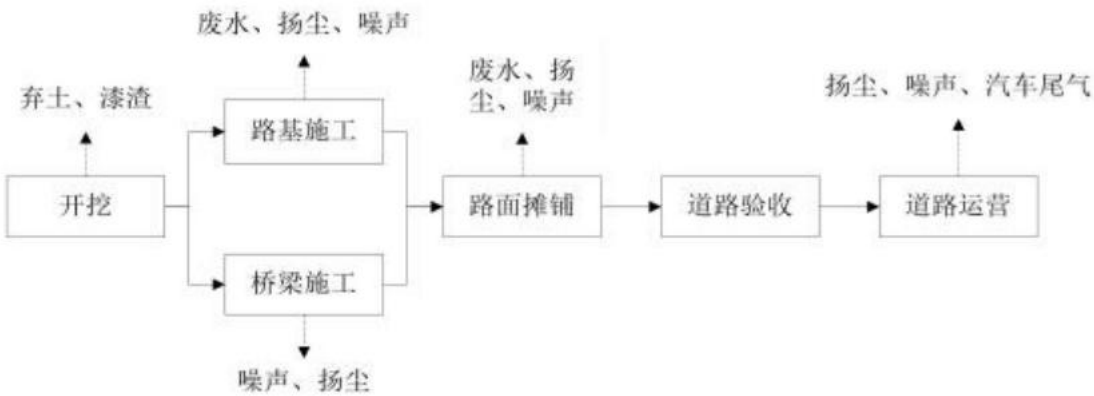 废水、扬尘、噪声
废水、扬
尘、噪声
扬尘、噪声、汽车尾气
弃土、漆渣
路基施工
开挖
路面摊铺
道路验收
道路运营
桥梁施工
噪声、扬尘